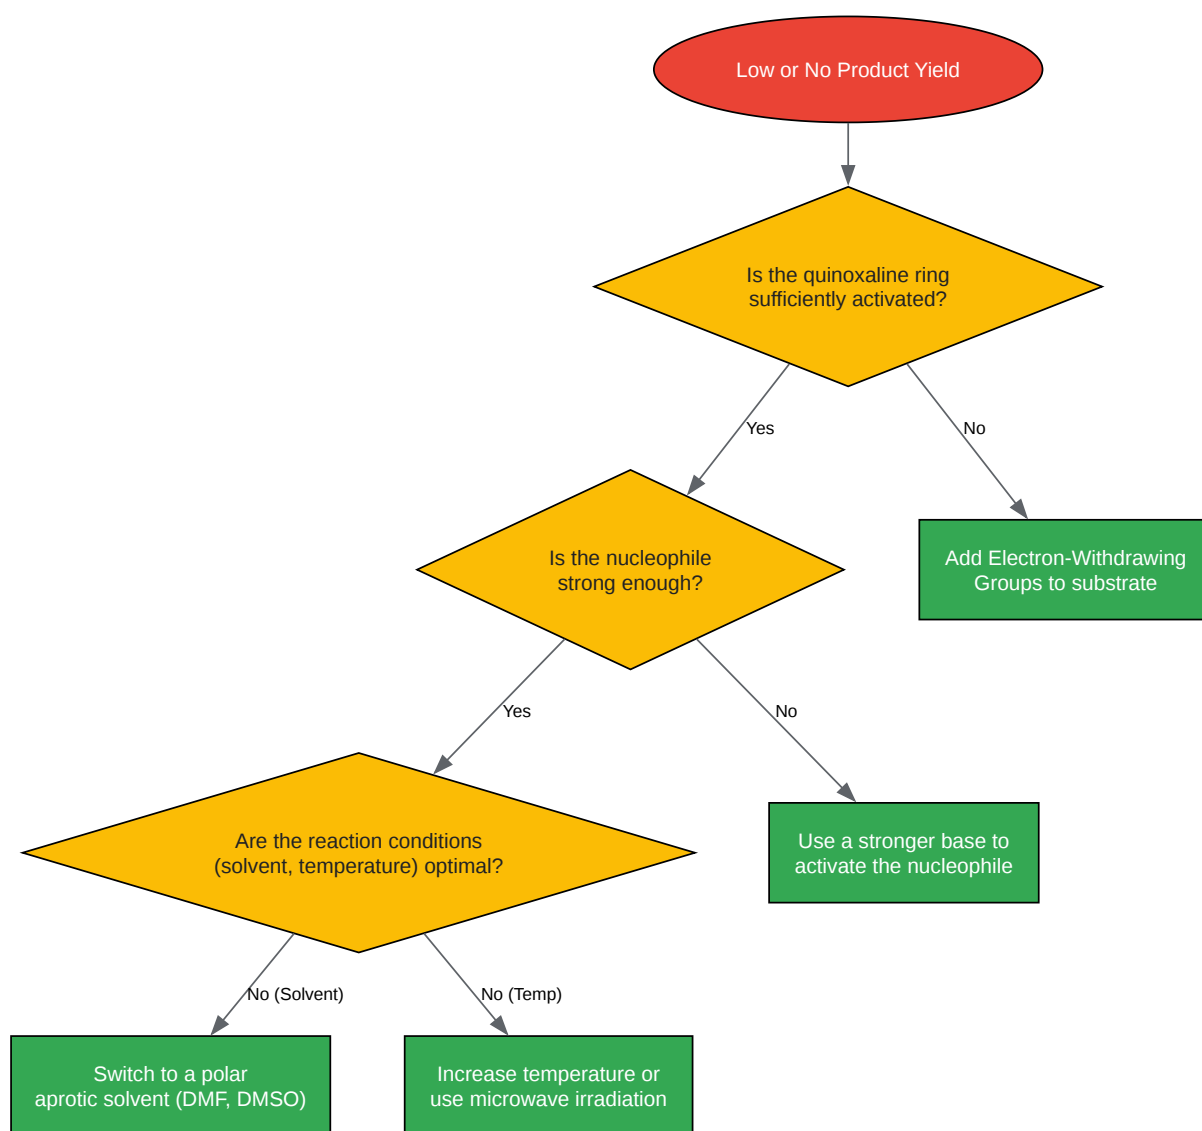 Low or No Product Yield
Is the quinoxaline ring
sufficiently activated?
Yes
No
Is the nucleophile
strong enough?
Add Electron-Withdrawing
Groups to substrate
Yes
No
Are the reaction conditions
(solvent, temperature) optimal?
Use a stronger base to
activate the nucleophile
No (Solvent)
No (Temp)
Switch to a polar
aprotic solvent (DMF, DMSO)
Increase temperature or
use microwave irradiation